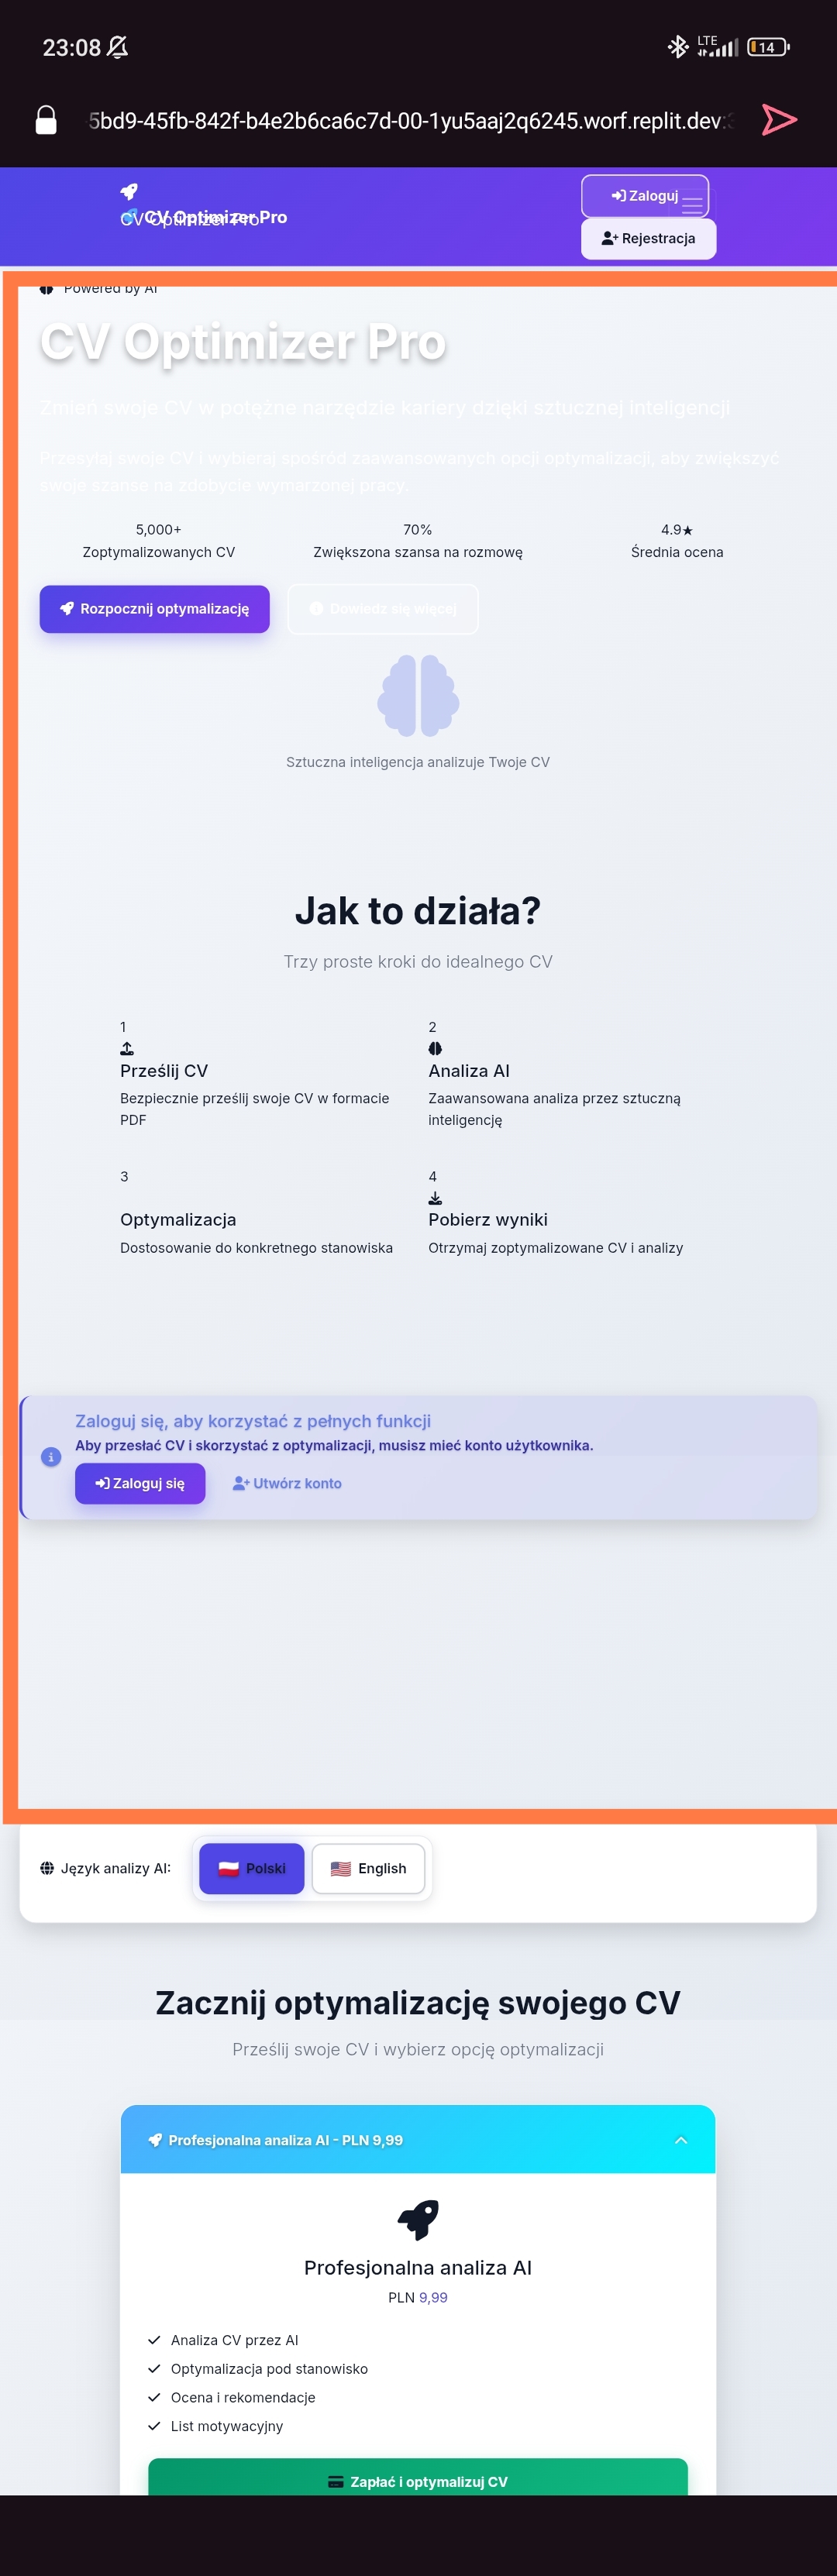 23:08
LTE
14
5bd9-45fb-842f-b4e2b6ca6c7d-00-1yu5aaj2q6245.worf.replit.dev:
Zaloguj
CV Optimizer Pro
CV Optimizer Pro
Rejestracja
Powered by AI
CV Optimizer Pro
Zmień swoje CV w potężne narzędzie kariery dzięki sztucznej inteligencji
Przesyłaj swoje CV i wybieraj spośród zaawansowanych opcji optymalizacji, aby zwiększyć
swoje szanse na zdobycie wymarzonej pracy.
5,000+
Zoptymalizowanych CV
70%
Zwiększona szansa na rozmowę
4.9★
Średnia ocena
Rozpocznij optymalizację
Dowiedz się więcej
Sztuczna inteligencja analizuje Twoje CV
Jak to działa?
Trzy proste kroki do idealnego CV
1
Prześlij CV
Bezpiecznie prześlij swoje CV w formacie
PDF
2
Analiza AI
Zaawansowana analiza przez sztuczną
inteligencję
3
Optymalizacja
Dostosowanie do konkretnego stanowiska
4
Pobierz wyniki
Otrzymaj zoptymalizowane CV i analizy
Zaloguj się, aby korzystać z pełnych funkcji
Aby przesłać CV i skorzystać z optymalizacji, musisz mieć konto użytkownika.
Zaloguj się
Utwórz konto
Język analizy AI:
Polski
English
Zacznij optymalizację swojego CV
Prześlij swoje CV i wybierz opcję optymalizacji
Profesjonalna analiza AI - PLN 9,99
Profesjonalna analiza AI
PLN 9,99
Analiza CV przez AI
Optymalizacja pod stanowisko
Ocena i rekomendacje
List motywacyjny
Zapłać i optymalizuj CV